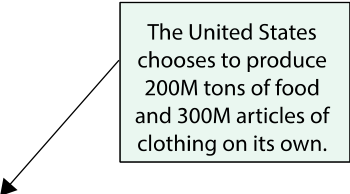 The United States
chooses to produce
200M tons of food
and 300M articles of
clothing on its own.